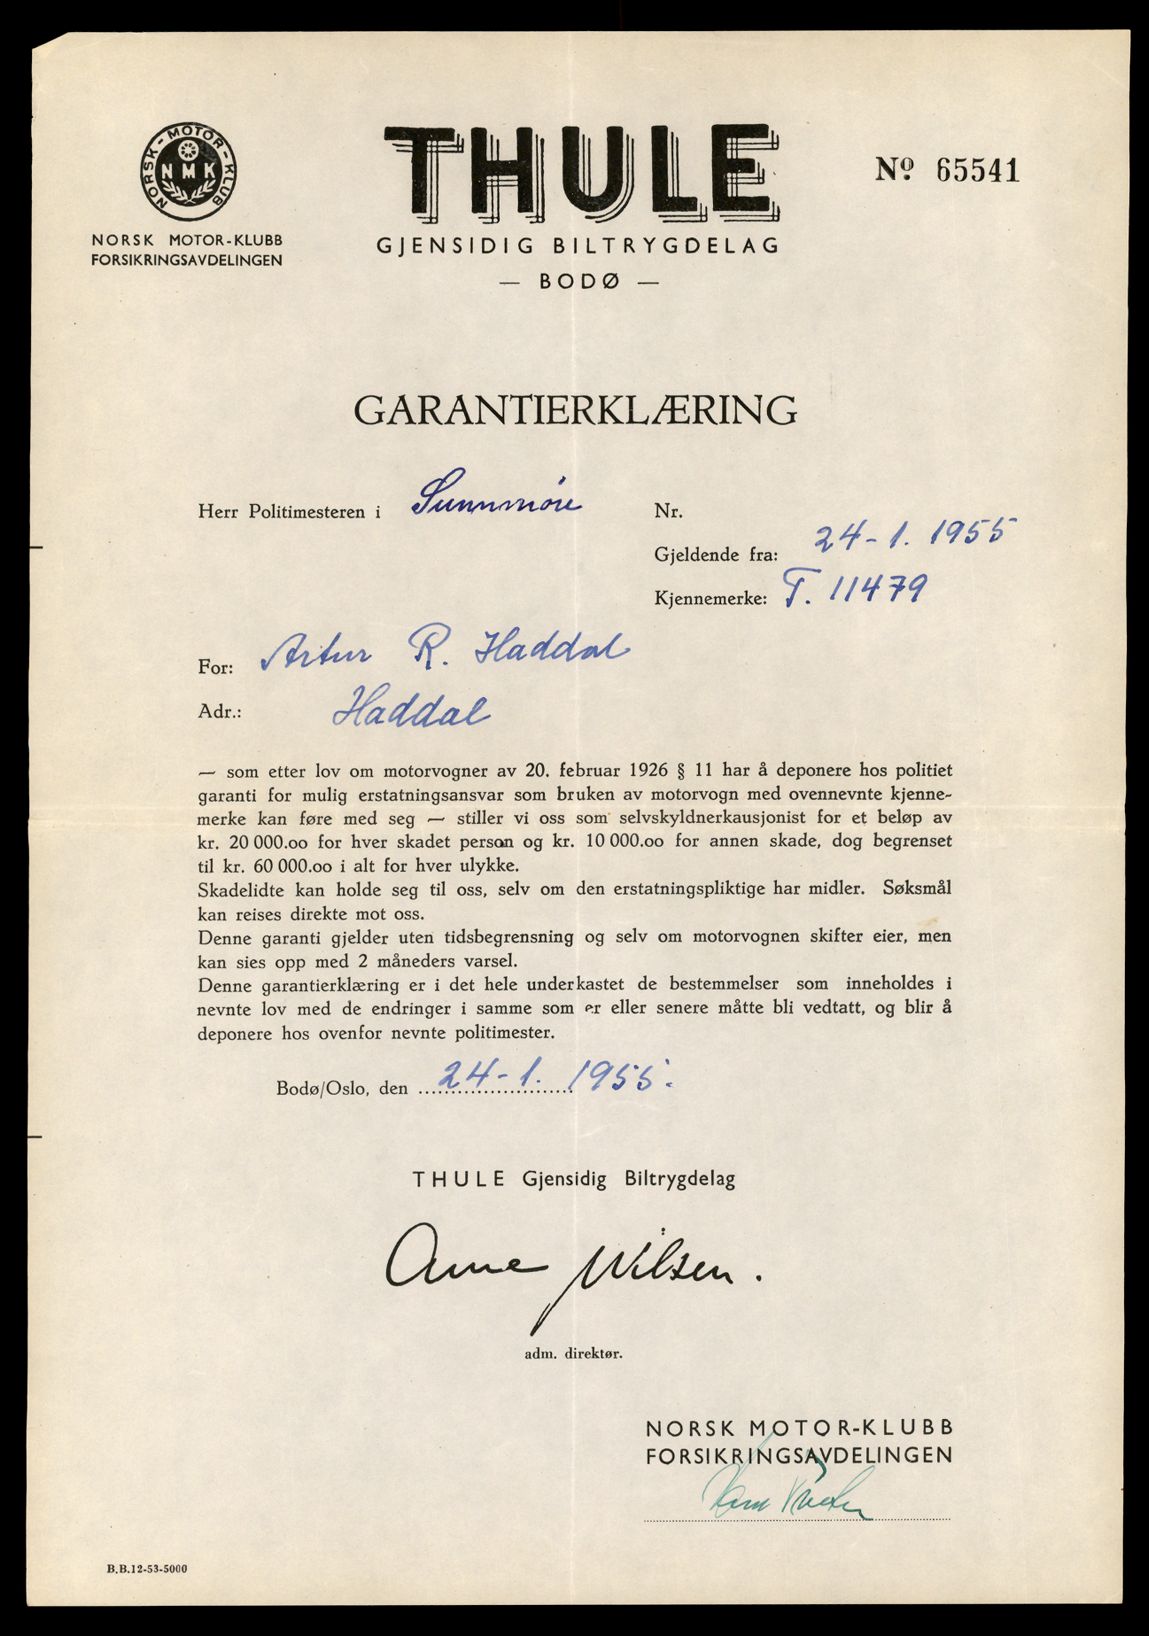 NORSK - MOTOR - KLUB
NMK
NORSK MOTOR-KLUBB
FORSIKRINGSAVDELINGEN
THULE
GJENSIDIG BILTRYGDELAG
— BODØ —
Nº 65541
GARANTIERKLÆRING
Herr Politimesteren i Sunnmöre
Nr.
Gjeldende fra: 24-1. 1955
Kjennemerke: T. 11479
For: Artur R. Haddal
Adr.: Haddal
— som etter lov om motorvogner av 20. februar 1926 § 11 har å deponere hos politiet
garanti for mulig erstatningsansvar som bruken av motorvogn med ovennevnte kjenne-
merke kan føre med seg — stiller vi oss som selvskyldnerkausjonist for et beløp av
kr. 20 000.oo for hver skadet person og kr. 10 000.oo for annen skade, dog begrenset
til kr. 60 000.oo i alt for hver ulykke.
Skadelidte kan holde seg til oss, selv om den erstatningspliktige har midler. Søksmål
kan reises direkte mot oss.
Denne garanti gjelder uten tidsbegrensning og selv om motorvognen skifter eier, men
kan sies opp med 2 måneders varsel.
Denne garantierklæring er i det hele underkastet de bestemmelser som inneholdes i
nevnte lov med de endringer i samme som er eller senere måtte bli vedtatt, og blir å
deponere hos ovenfor nevnte politimester.
Bodø/Oslo, den 24-1. 1955.
THULE Gjensidig Biltrygdelag
Arne Nilsen.
adm. direktør.
NORSK MOTOR-KLUBB
FORSIKRINGSAVDELINGEN
B.B.12-53-5000